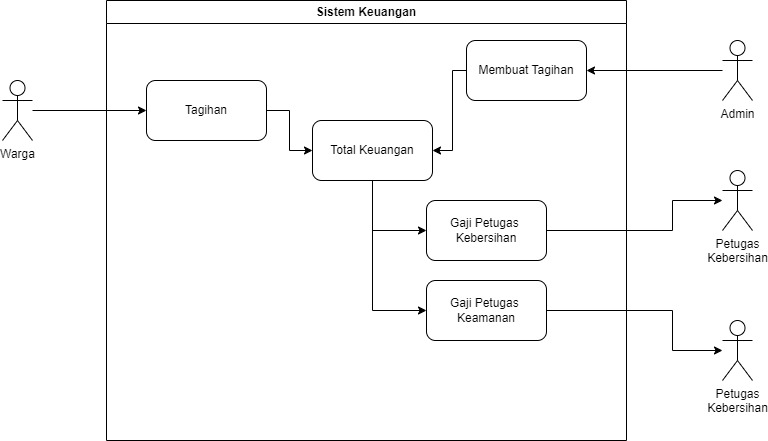 Sistem Keuangan
Membuat Tagihan
Tagihan
Admin
Warga
Total Keuangan
Gaji Petugas
Kebersihan
Petugas
Kebersihan
Gaji Petugas
Keamanan
Petugas
Kebersihan